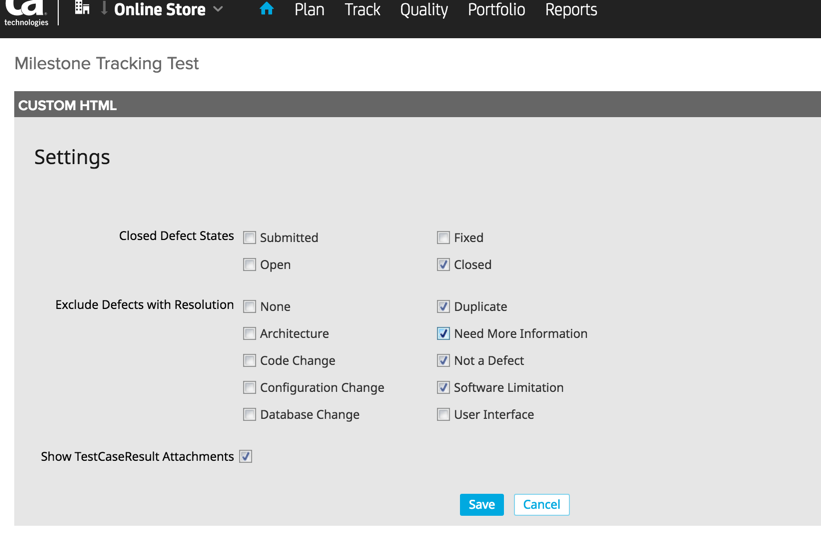 ca
technologies
Online Store Plan Track Quality Portfolio Reports
Milestone Tracking Test
CUSTOM HTML
Settings
Closed Defect States Submitted Fixed
Open Closed
Exclude Defects with Resolution None Duplicate
Architecture Need More Information
Code Change Not a Defect
Configuration Change Software Limitation
Database Change User Interface
Show TestCaseResult Attachments
Save Cancel